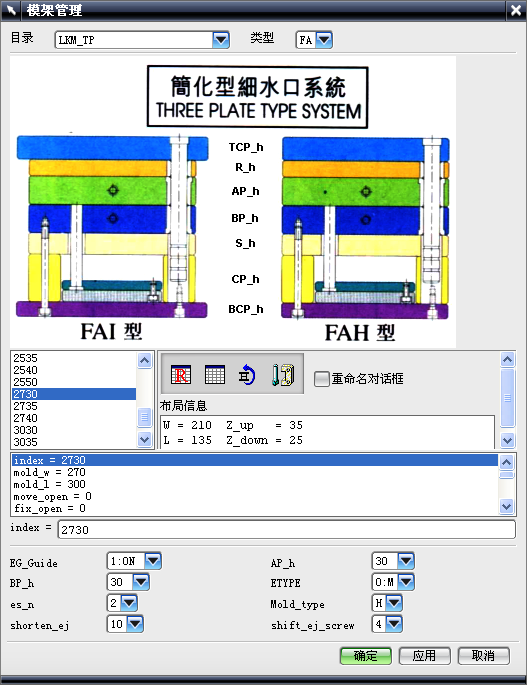 模架管理
目录 LKM_TP 类型 FA
簡化型細水口系統
THREE PLATE TYPE SYSTEM
TCP_h
R_h
AP_h
BP_h
S_h
CP_h
BCP_h
FAI 型 FAH 型
2535
2540
2550
2730
2735
2740
3030
3035
R 重命名对话框
布局信息
W = 210 Z_up = 35
L = 135 Z_down = 25
index = 2730
mold_w = 270
mold_l = 300
move_open = 0
fix_open = 0
index = 2730
EG_Guide 1:ON AP_h 30
BP_h 30 ETYPE 0:M
es_n 2 Mold_type H
shorten_ej 10 shift_ej_screw 4
确定 应用 取消